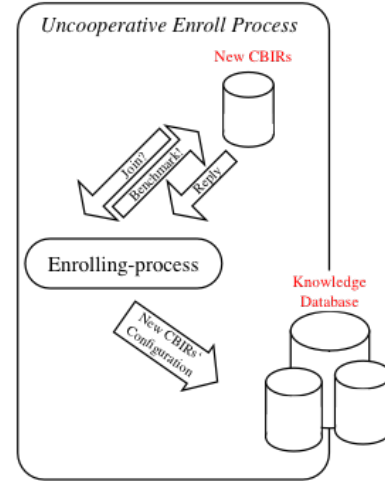 Uncooperative Enroll Process
New CBIRs
Join?
Benchmark!
Reply
Enrolling-process
Knowledge
Database
New CBIRs'
Configuration